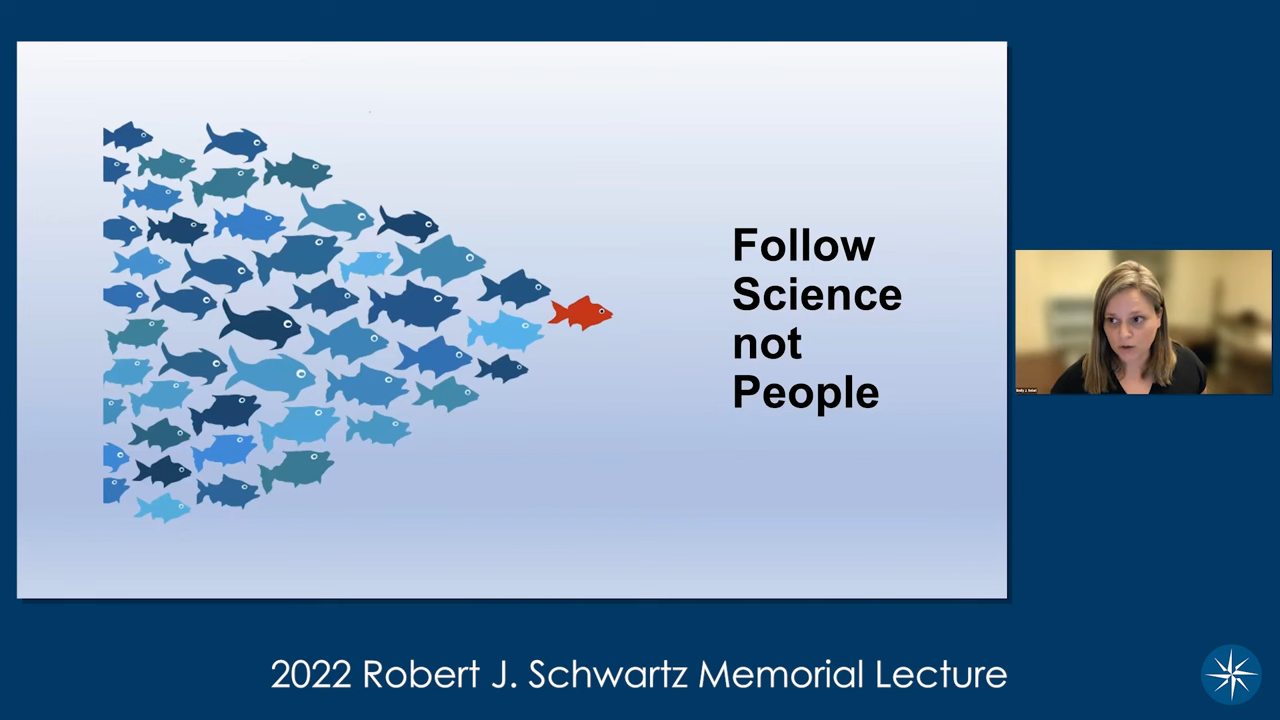 Follow
Science
not
People
2022 Robert J. Schwartz Memorial Lecture